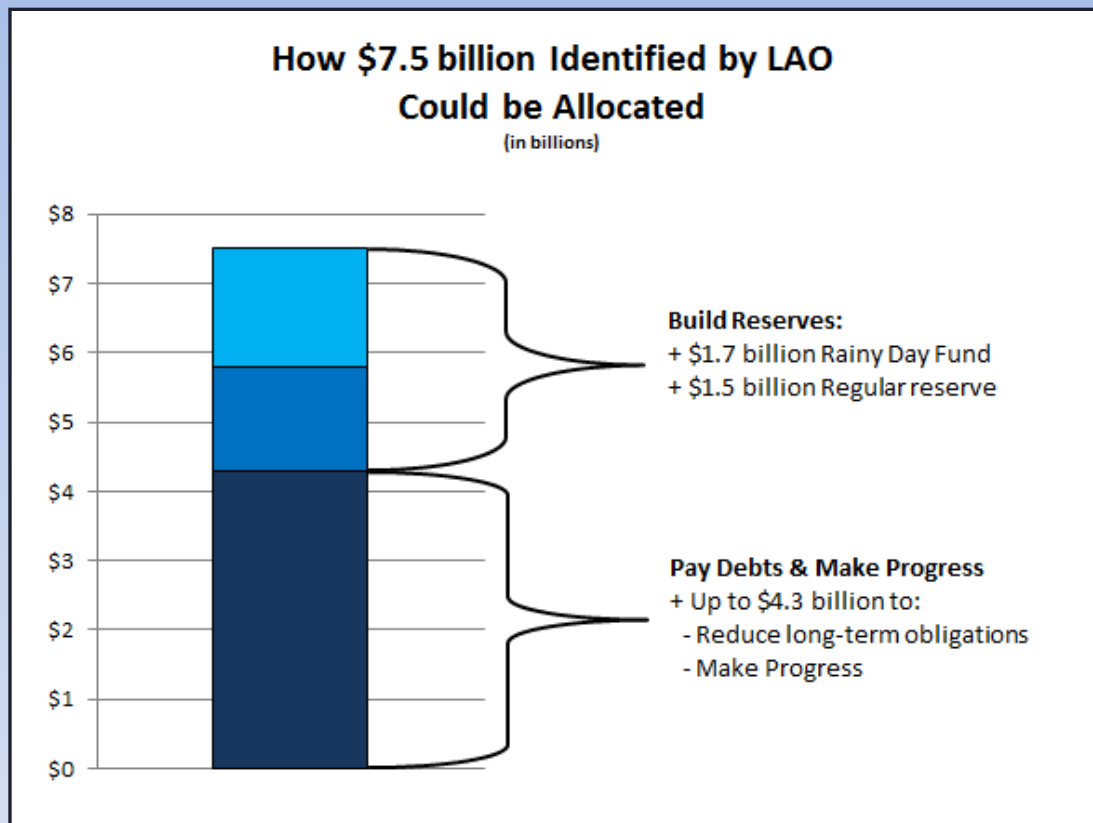 How $7.5 billion Identified by LAO
Could be Allocated
(in billions)
$8
$7
$6
$5
$4
$3
$2
$1
$0
Build Reserves:
+ $1.7 billion Rainy Day Fund
+ $1.5 billion Regular reserve
Pay Debts & Make Progress
+ Up to $4.3 billion to:
- Reduce long-term obligations
- Make Progress